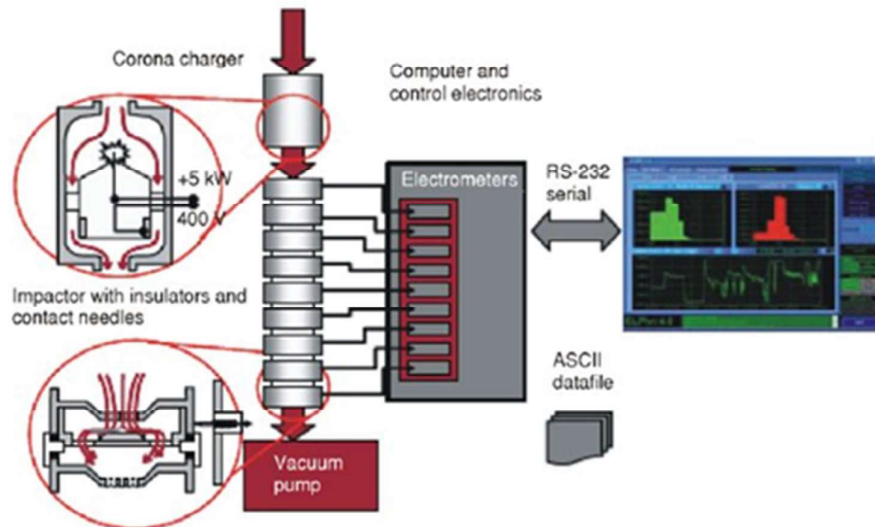 Corona charger
Computer and
control electronics
+5 kW
400 V
Electrometers
RS-232
serial
Impactor with insulators and
contact needles
ASCII
datafile
Vacuum
pump